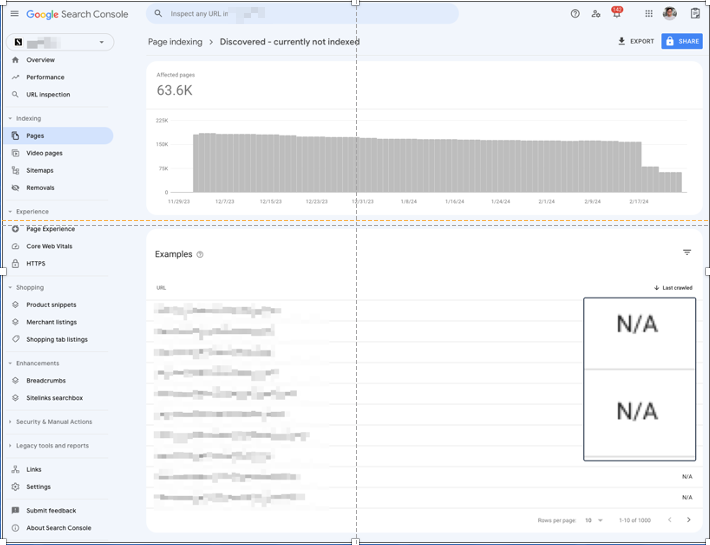 Google Search Console
Inspect any URL in
142
Overview
Performance
URL inspection
Indexing
Pages
Video pages
Sitemaps
Removals
Experience
Page Experience
Core Web Vitals
HTTPS
Shopping
Product snippets
Merchant listings
Shopping tab listings
Enhancements
Breadcrumbs
Sitelinks searchbox
Security & Manual Actions
Legacy tools and reports
Links
Settings
Submit feedback
About Search Console
Page indexing > Discovered - currently not indexed
EXPORT
SHARE
Affected pages
63.6K
225K
150K
75K
0
11/29/23 12/7/23 12/15/23 12/23/23 12/31/23 1/8/24 1/16/24 1/24/24 2/1/24 2/9/24 2/17/24
Examples
URL Last crawled
N/A
N/A
N/A
N/A
Rows per page: 10 1-10 of 1000